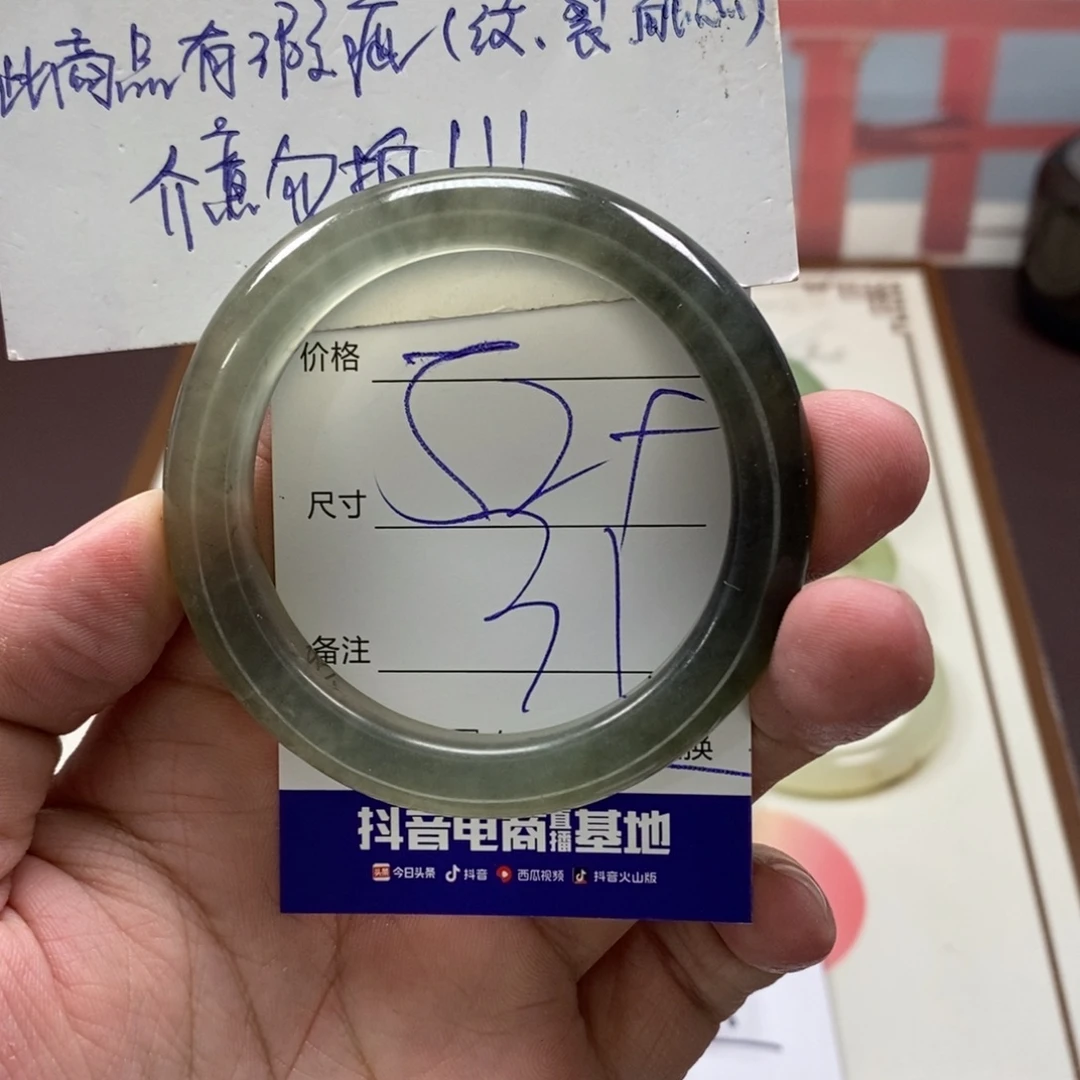 此商品有瑕疵(纹、裂
介意勿拍!!!
价格
尺寸
备注
换
抖音电商直播基地
今日头条 抖音 西瓜视频 抖音火山版